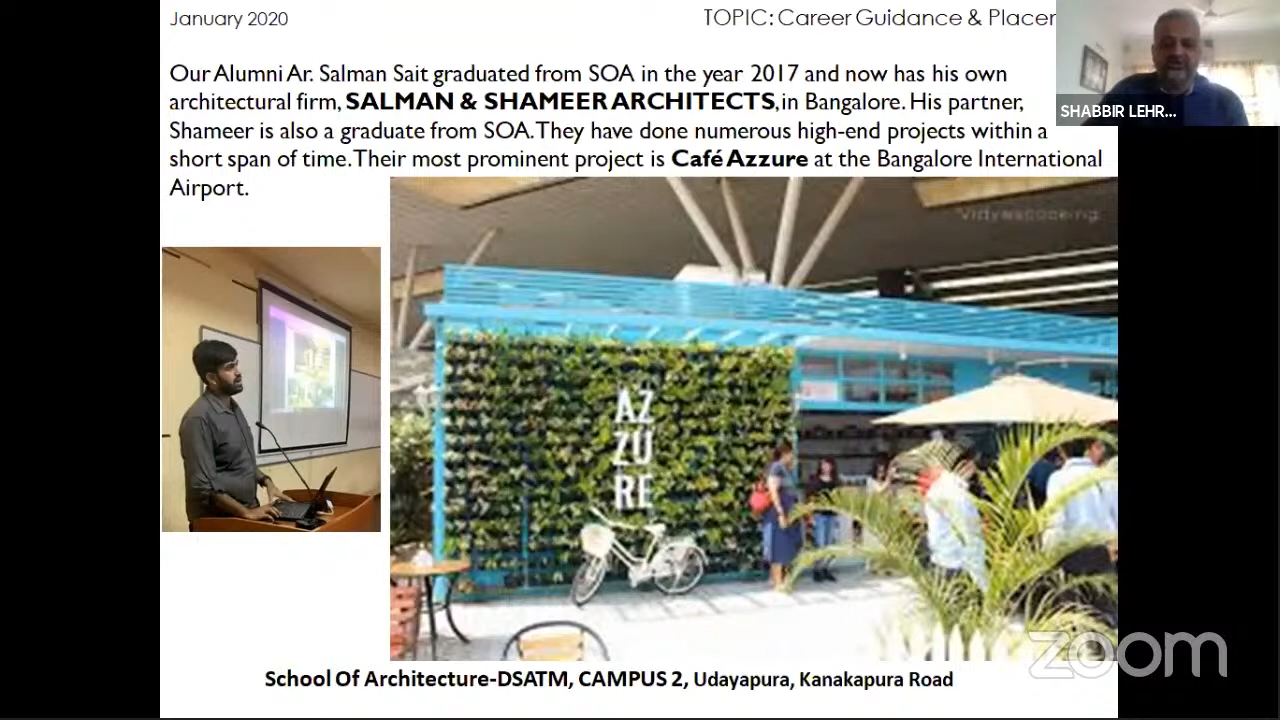 January 2020
TOPIC: Career Guidance & Placer
SHABBIR LEHR...
Our Alumni Ar. Salman Sait graduated from SOA in the year 2017 and now has his own
architectural firm, SALMAN & SHAMEER ARCHITECTS, in Bangalore. His partner,
Shameer is also a graduate from SOA. They have done numerous high-end projects within a
short span of time. Their most prominent project is Café Azzure at the Bangalore International
Airport.
AZ
ZU
RE
zoom
School Of Architecture-DSATM, CAMPUS 2, Udayapura, Kanakapura Road